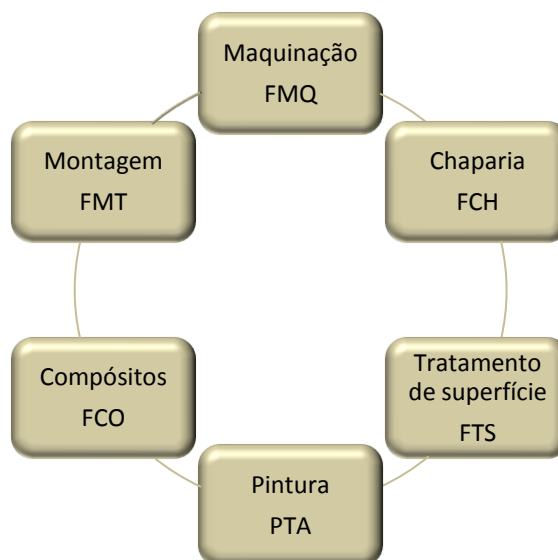 Maquinação
FMQ
Chaparia
FCH
Tratamento
de superfície
FTS
Pintura
PTA
Compósitos
FCO
Montagem
FMT